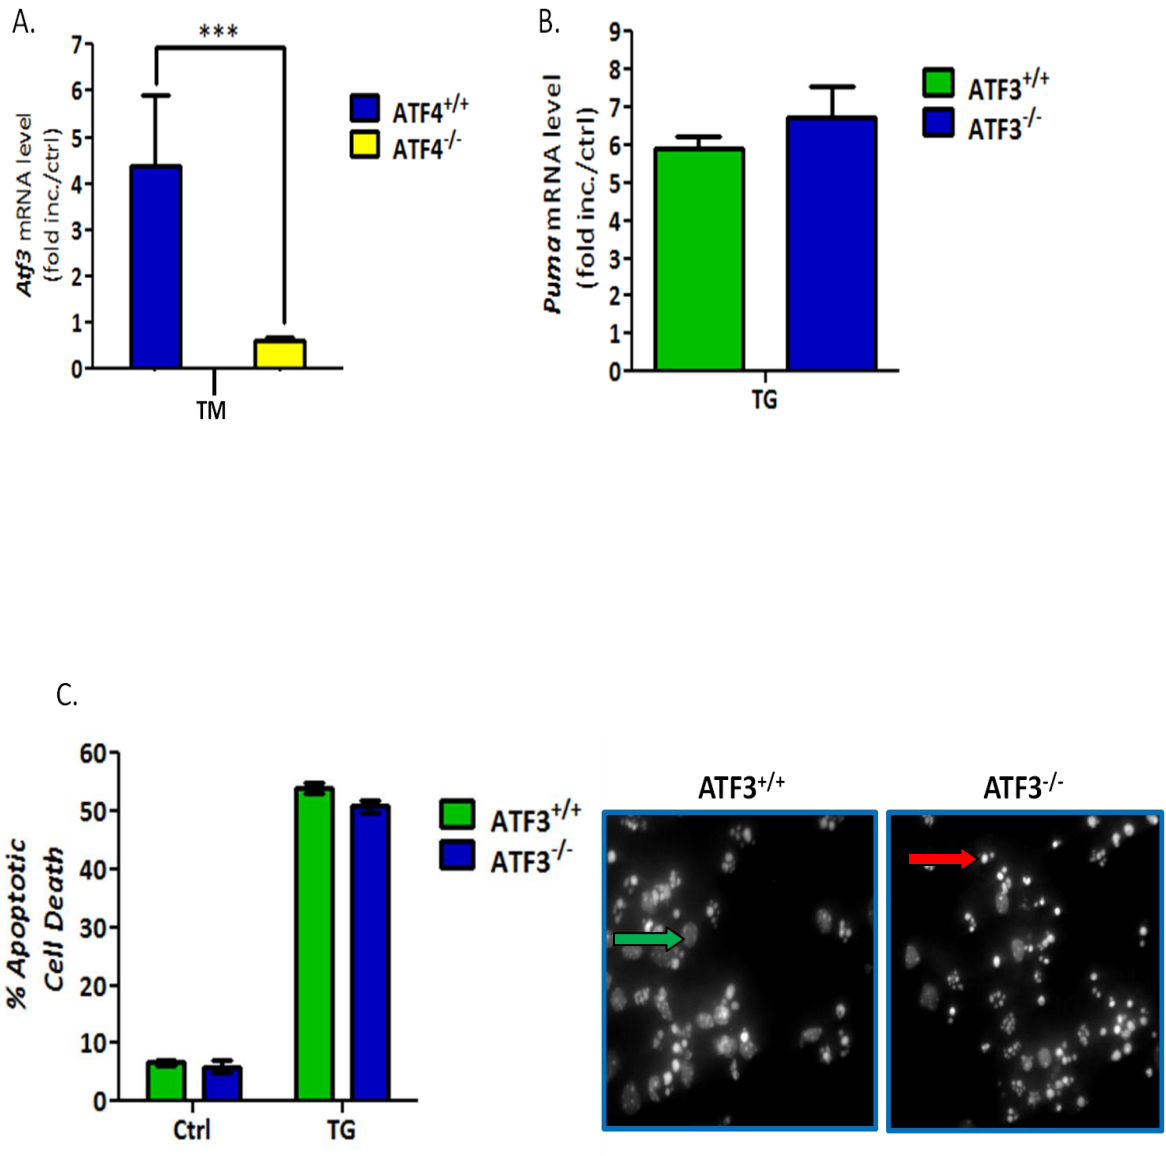 A.
***
7
6
5
4
3
2
1
0
Atf3 mRNA level
(fold inc./ctrl)
TM
ATF4+/+
ATF4-/-
B.
9
8
7
6
5
4
3
2
1
0
Puma mRNA level
(fold inc./ctrl)
TG
ATF3+/+
ATF3-/-
C.
60
50
40
30
20
10
0
% Apoptotic
Cell Death
Ctrl TG
ATF3+/+
ATF3-/-
ATF3+/+ ATF3-/-